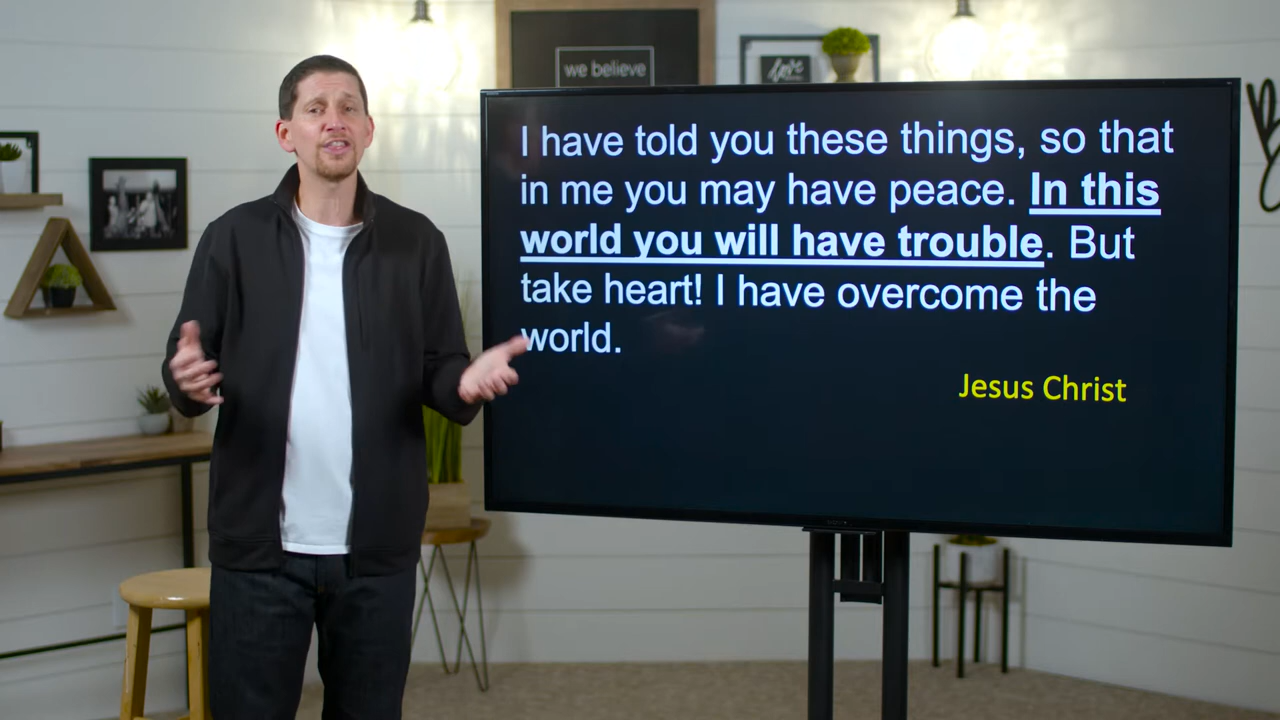 we believe
love
I have told you these things, so that
in me you may have peace. In this
world you will have trouble. But
take heart! I have overcome the
world.
Jesus Christ